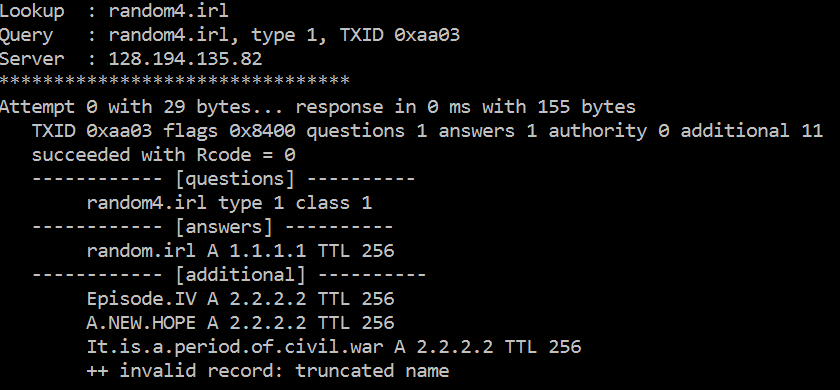 Lookup  : random4.irl
Query   : random4.irl, type 1, TXID 0xaa03
Server  : 128.194.135.82
********************************
Attempt 0 with 29 bytes... response in 0 ms with 155 bytes
   TXID 0xaa03 flags 0x8400 questions 1 answers 1 authority 0 additional 11
   succeeded with Rcode = 0
   ------------ [questions] ----------
        random4.irl type 1 class 1
   ------------ [answers] ----------
        random.irl A 1.1.1.1 TTL 256
   ------------ [additional] ----------
        Episode.IV A 2.2.2.2 TTL 256
        A.NEW.HOPE A 2.2.2.2 TTL 256
        It.is.a.period.of.civil.war A 2.2.2.2 TTL 256
        ++ invalid record: truncated name